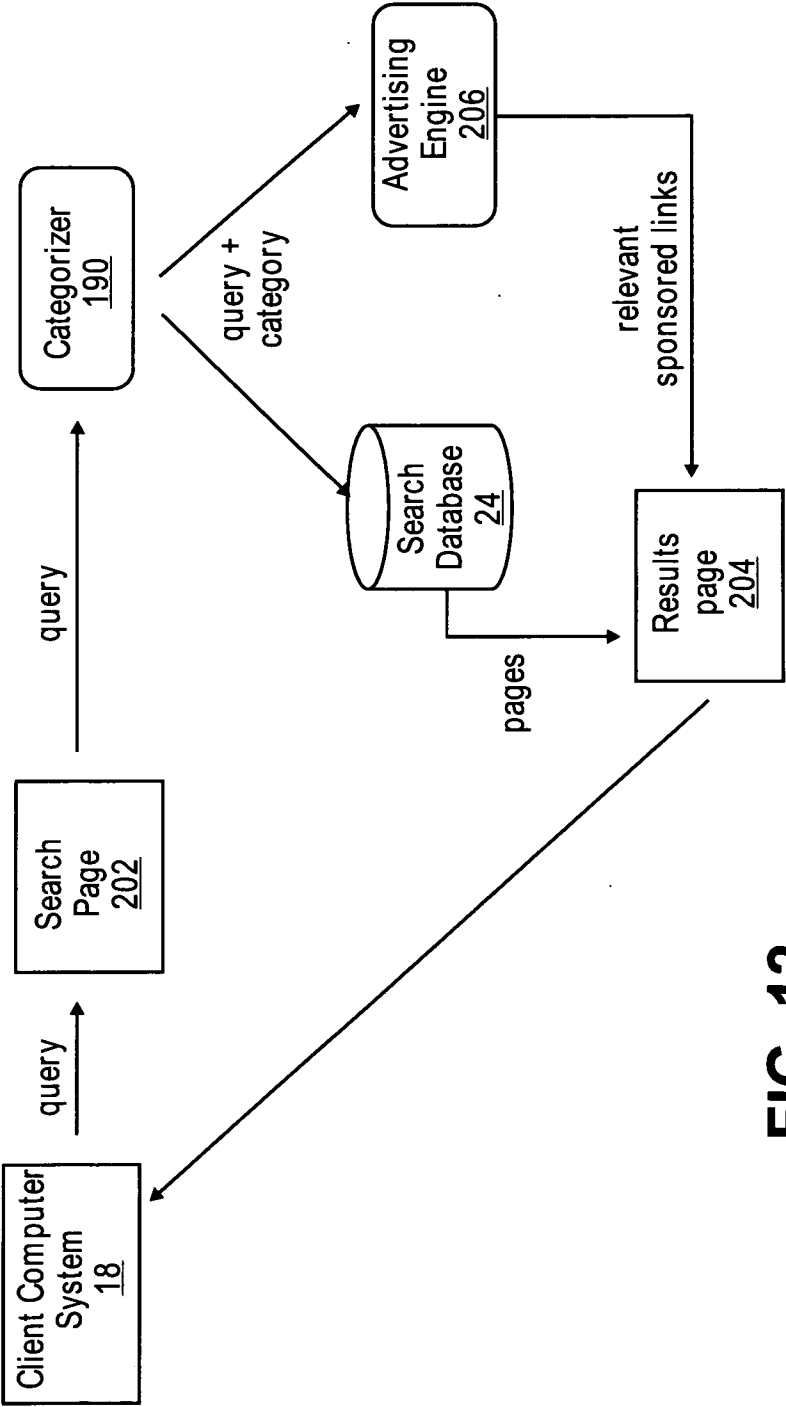 Client Computer
System
18
query
Search
Page
202
query
Categorizer
190
query +
category
Search
Database
24
Advertising
Engine
206
pages
Results
page
204
relevant
sponsored links
FIG.